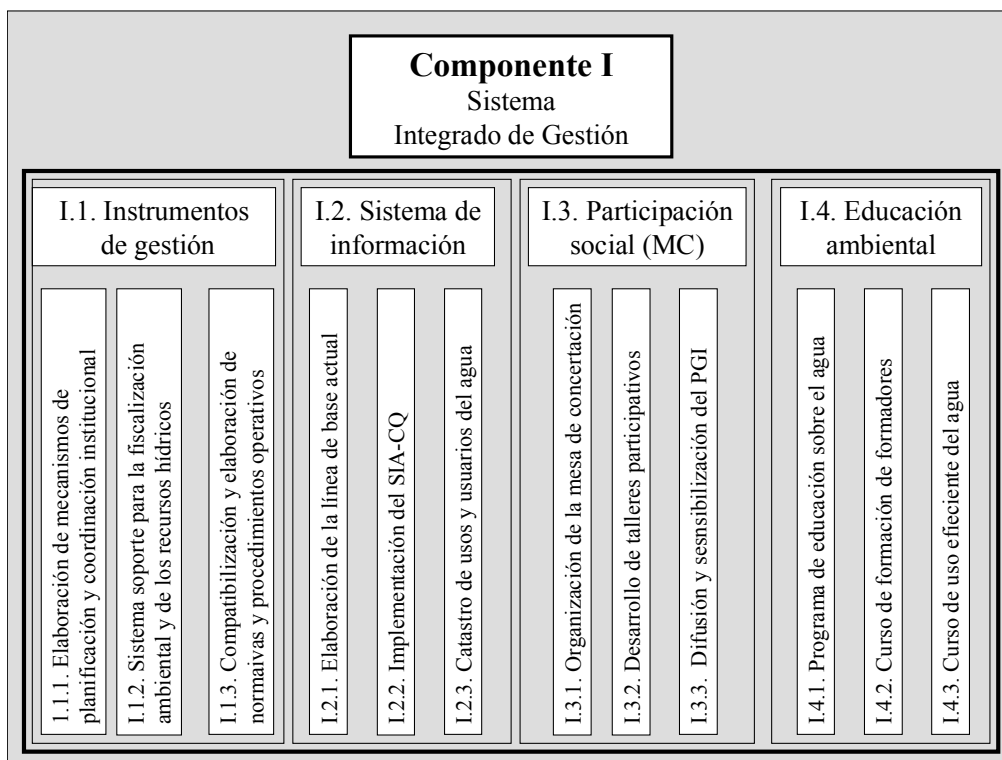 Componente I
Sistema
Integrado de Gestión
I.1. Instrumentos
de gestión
1.1.1. Elaboración de mecanismos de
planificación y coordinación institucional
I.1.2. Sistema soporte para la fiscalización
ambiental y de los recursos hídricos
I.1.3. Compatibilización y elaboración de
normaivas y procedimientos operativos
I.2. Sistema de
información
I.2.1. Elaboración de la línea de base actual
I.2.2. Implementación del SIA-CQ
I.2.3. Catastro de usos y usuarios del agua
I.3. Participación
social (MC)
I.3.1. Organización de la mesa de concertación
I.3.2. Desarrollo de talleres participativos
I.3.3. Difusión y sesnsibilización del PGI
I.4. Educación
ambiental
I.4.1. Programa de educación sobre el agua
I.4.2. Curso de formación de formadores
I.4.3. Curso de uso efieciente del agua